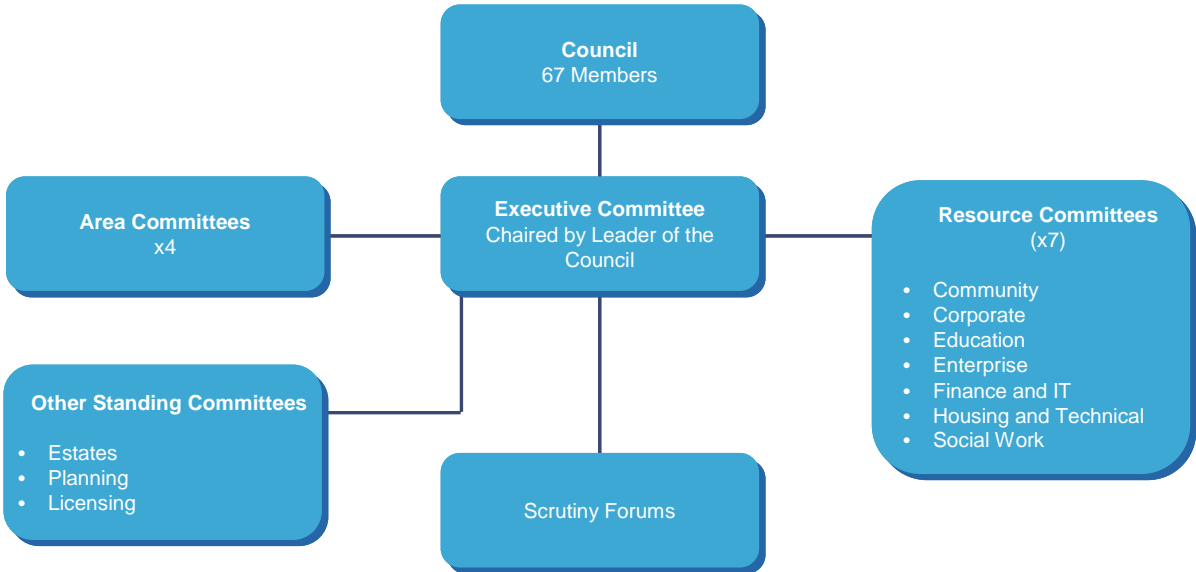 Council
67 Members
Area Committees
x4
Executive Committee
Chaired by Leader of the
Council
Resource Committees
(x7)
• Community
• Corporate
• Education
• Enterprise
• Finance and IT
• Housing and Technical
• Social Work
Other Standing Committees
• Estates
• Planning
• Licensing
Scrutiny Forums